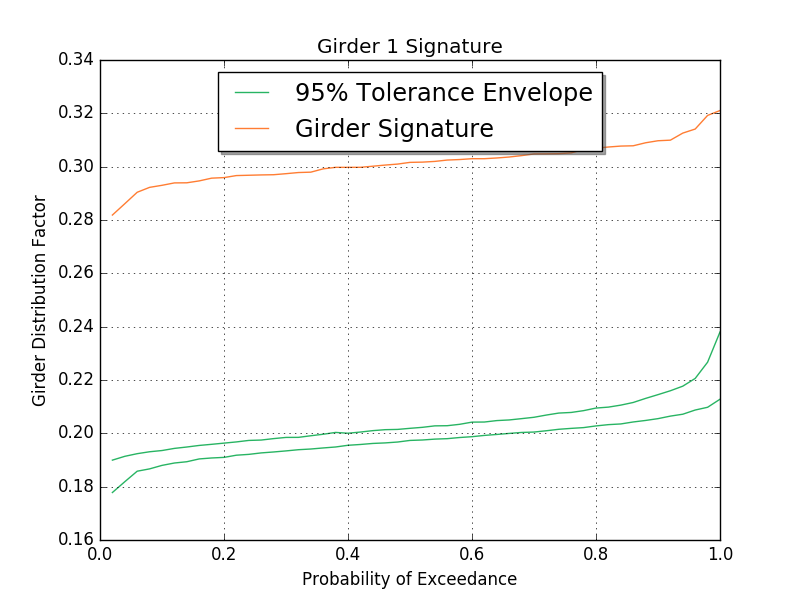 Girder 1 Signature
95% Tolerance Envelope
Girder Signature
Girder Distribution Factor
0.34
0.32
0.30
0.28
0.26
0.24
0.22
0.20
0.18
0.16
0.0 0.2 0.4 0.6 0.8 1.0
Probability of Exceedance